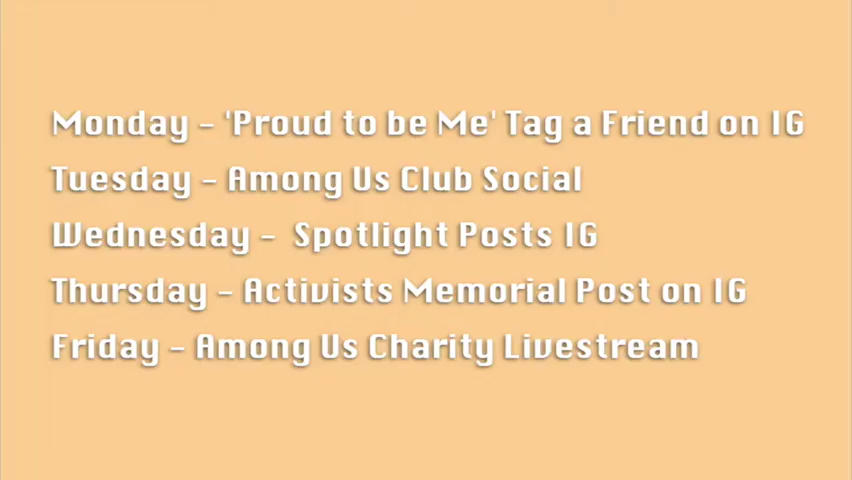 Monday - 'Proud to be Me' Tag a Friend on IG
Tuesday - Among Us Club Social
Wednesday -  Spotlight Posts IG
Thursday - Activists Memorial Post on IG
Friday - Among Us Charity Livestream